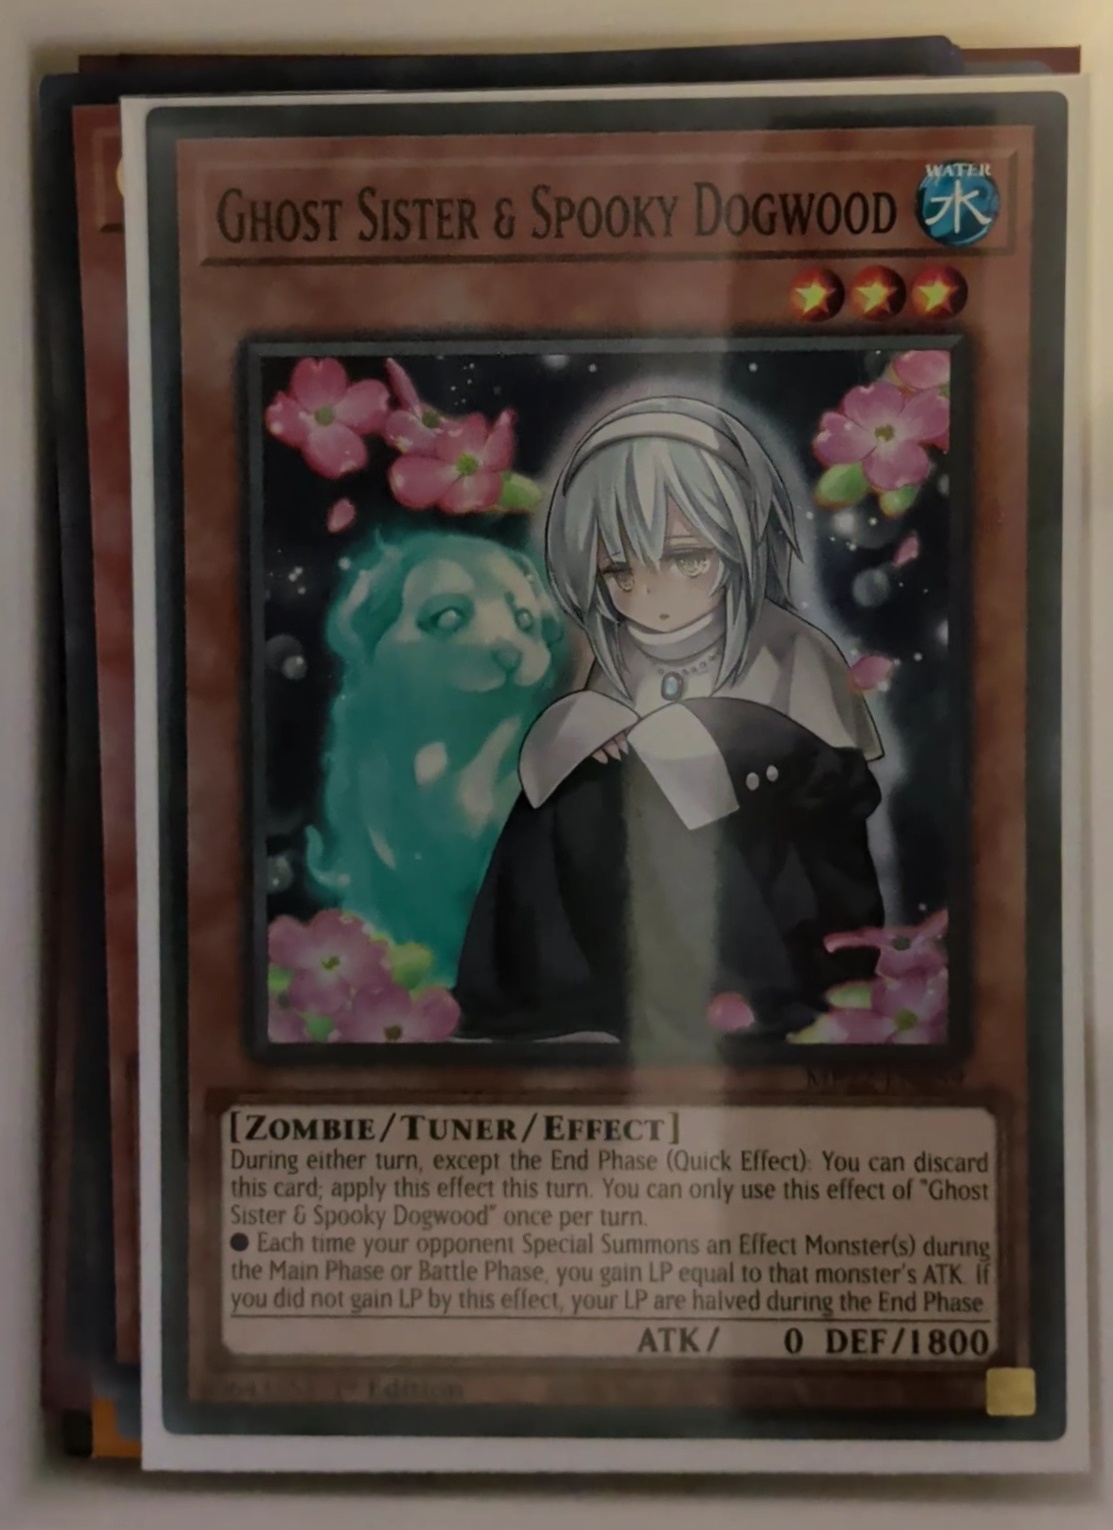 GHOST SISTER & SPOOKY DOGWOOD
WATER
水
[ZOMBIE/TUNER/EFFECT]
During either turn, except the End Phase (Quick Effect): You can discard
this card; apply this effect this turn. You can only use this effect of "Ghost
Sister & Spooky Dogwood" once per turn.
● Each time your opponent Special Summons an Effect Monster(s) during
the Main Phase or Battle Phase, you gain LP equal to that monster's ATK. If
you did not gain LP by this effect, your LP are halved during the End Phase.
ATK/ 0 DEF/1800
1st Edition